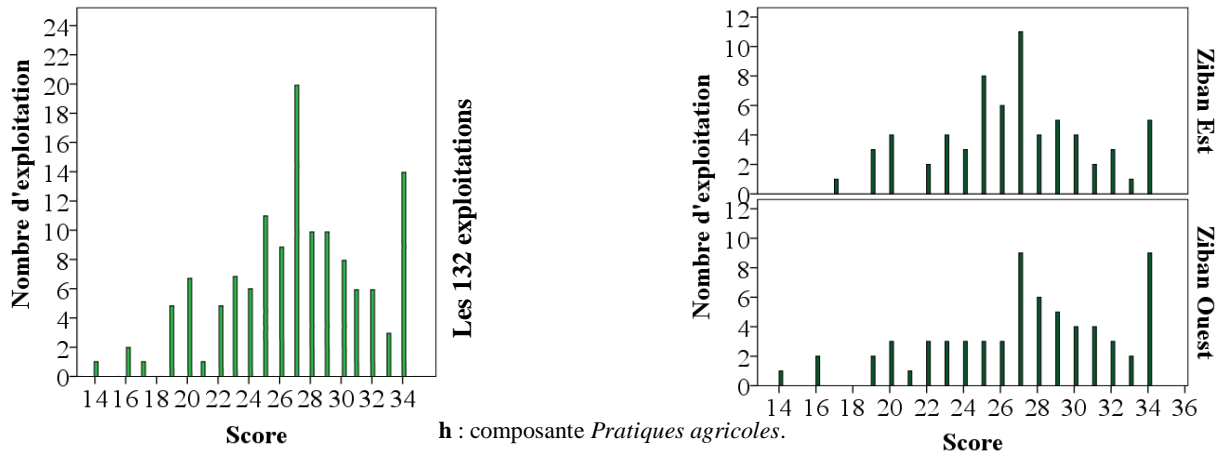 Nombre d'exploitation
24
22
20
18
16
14
12
10
8
6
4
2
0
14 16 18 20 22 24 26 28 30 32 34
Score
Les 132 exploitations
Nombre d'exploitation
12
10
8
6
4
2
0
Ziban Est
Nombre d'exploitation
12
10
8
6
4
2
0
Ziban Ouest
14 16 18 20 22 24 26 28 30 32 34 36
Score
h : composante Pratiques agricoles.